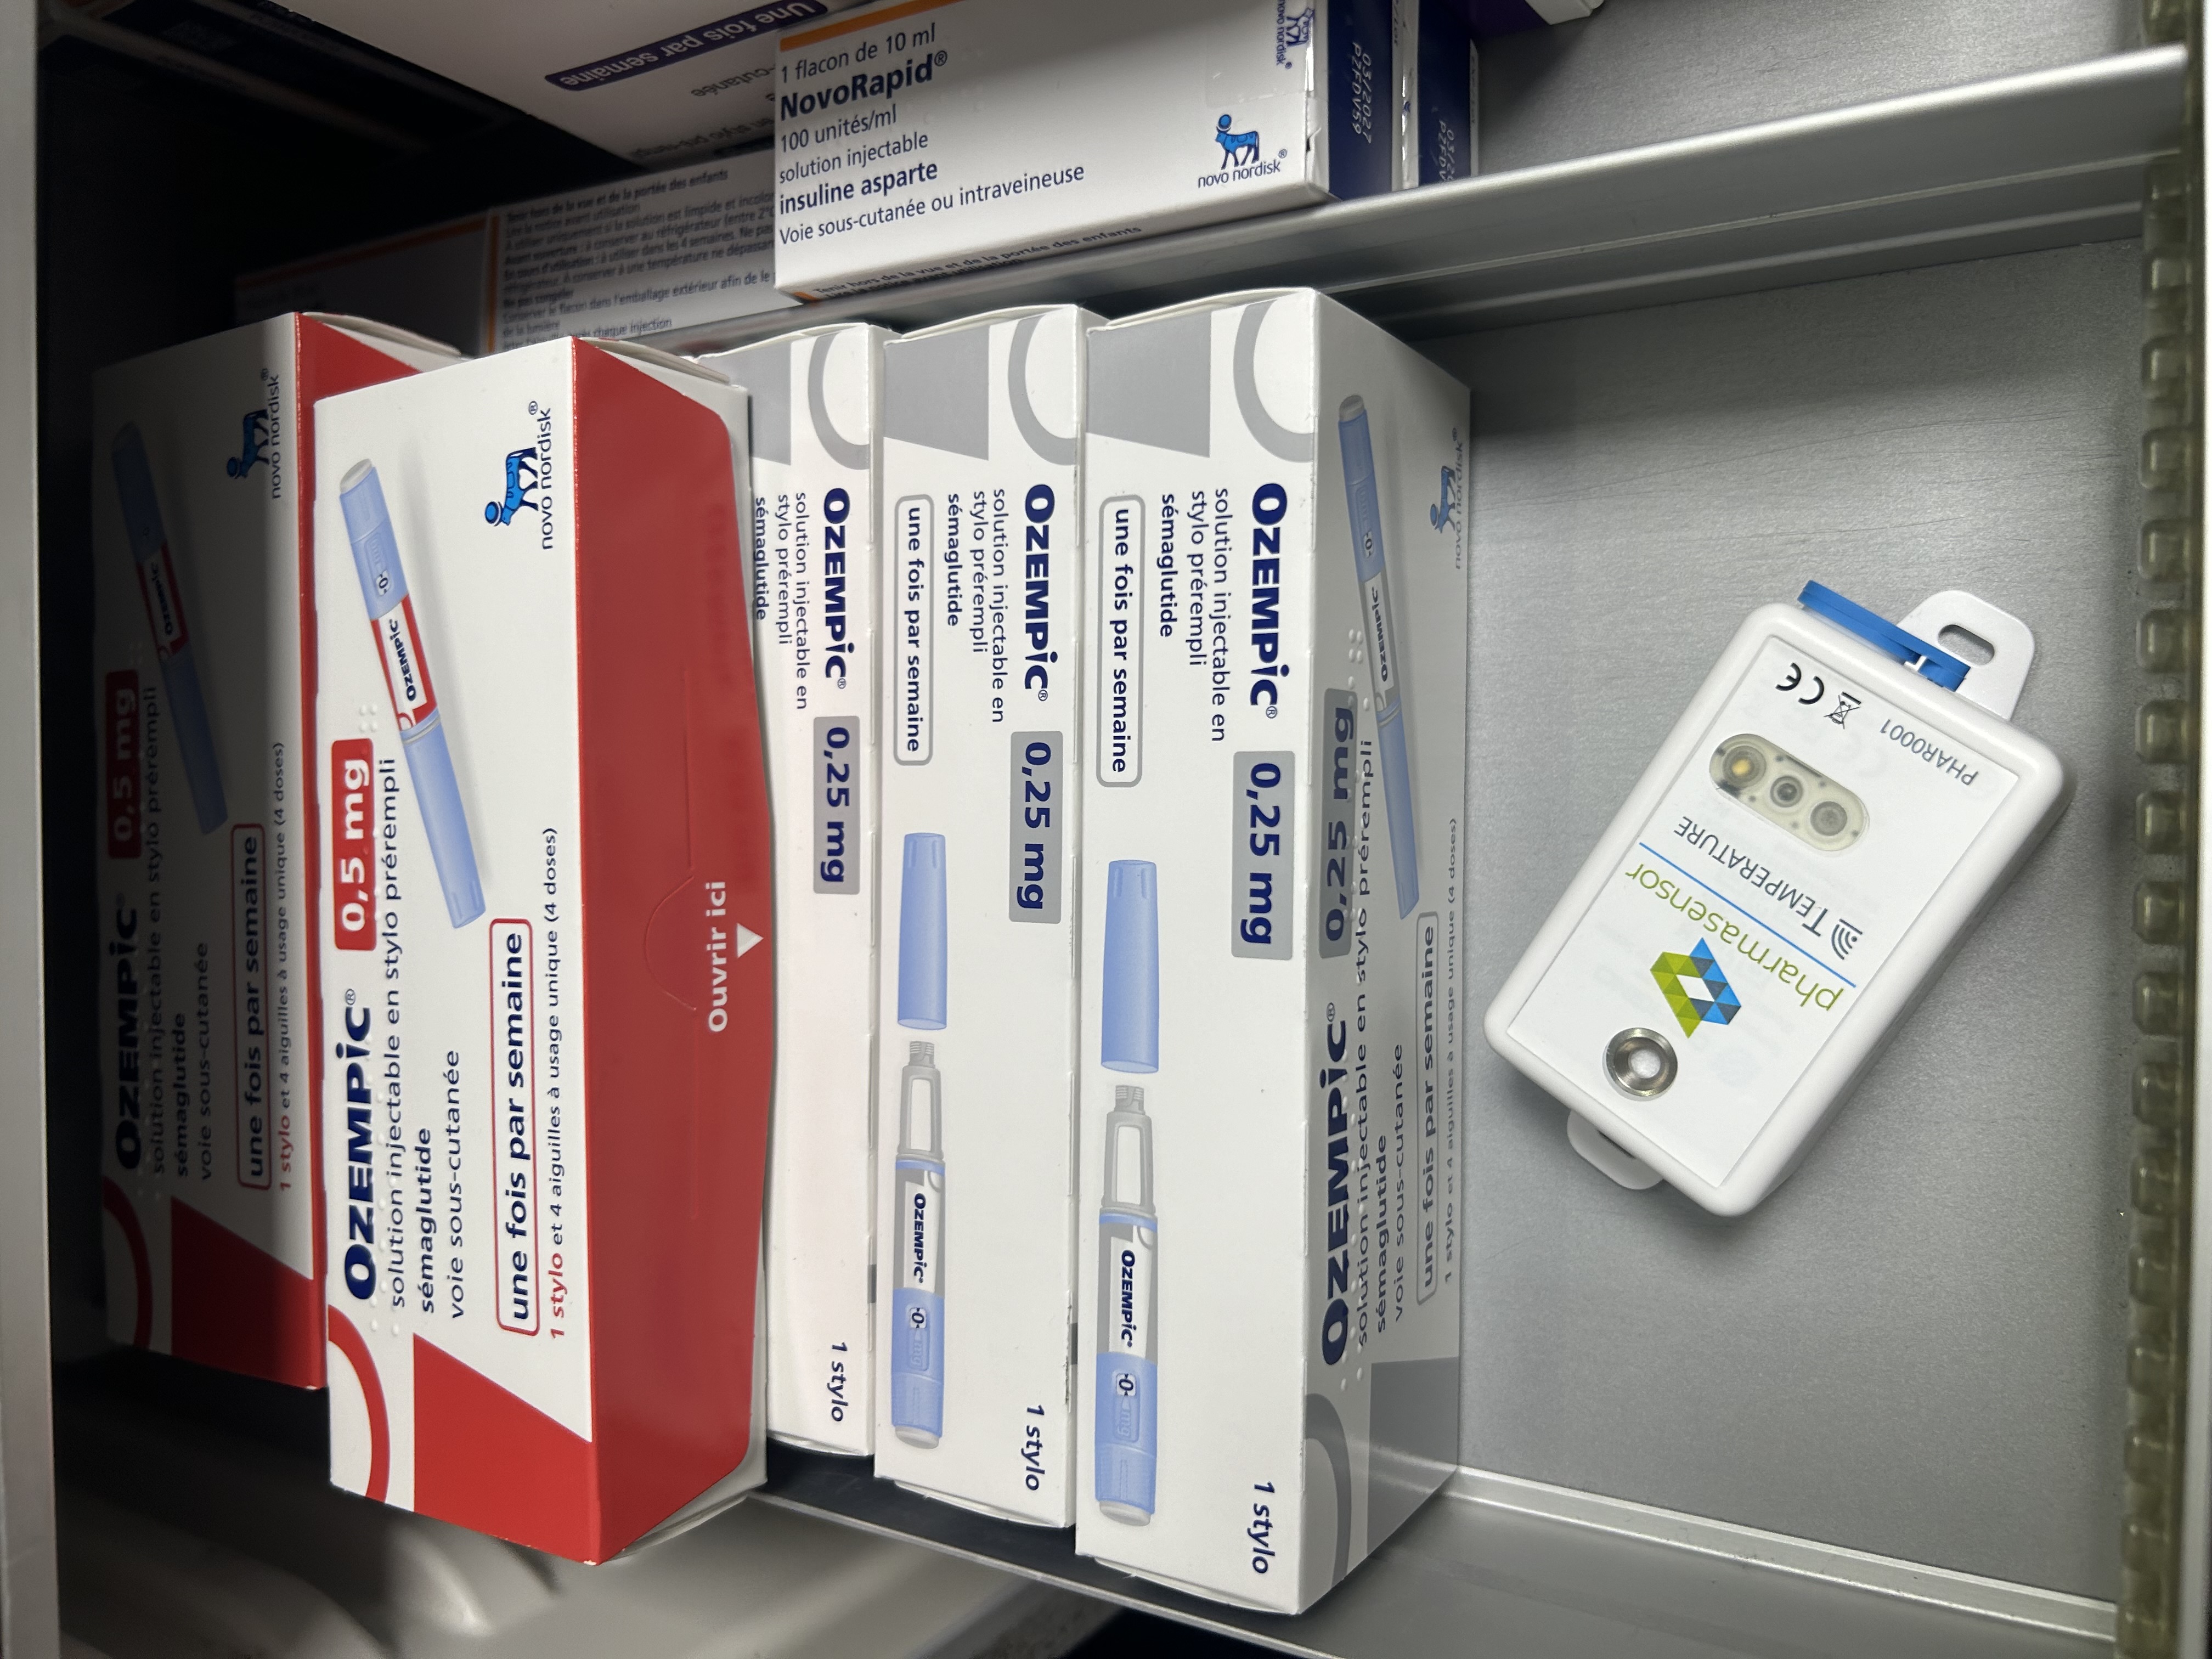 OZEMPIC® 0,5 mg
solution injectable en stylo prérempli
sémaglutide
voie sous-cutanée
OZEMPIC
une fois par semaine
1 stylo et 4 aiguilles à usage unique (4 doses)
novo nordisk®
OZEMPIC® 0,5 mg
solution injectable en stylo prérempli
sémaglutide
voie sous-cutanée
OZEMPIC®
une fois par semaine
1 stylo et 4 aiguilles à usage unique (4 doses)
novo nordisk®
Ouvrir ici
OZEMPIC® 0,25 mg
solution injectable en
stylo prérempli
sémaglutide
1 stylo
OZEMPIC® 0,25 mg
solution injectable en
stylo prérempli
sémaglutide
une fois par semaine
OZEMPIC®
1 stylo
OZEMPIC® 0,25 mg
solution injectable en
stylo prérempli
sémaglutide
une fois par semaine
OZEMPIC®
1 stylo
OZEMPIC® 0,25 mg
solution injectable en stylo prérempli
sémaglutide
voie sous-cutanée
OZEMPIC®
une fois par semaine
1 stylo et 4 aiguilles à usage unique (4 doses)
novo nordisk®
une fois par semaine
1 flacon de 10 ml
NovoRapid®
100 unités/ml
solution injectable
insuline asparte
Voie sous-cutanée ou intraveineuse
novo nordisk®
novo nordisk
03/2027
PZFDV59
pharmasensor
TEMPERATURE
PHAR0001
CE